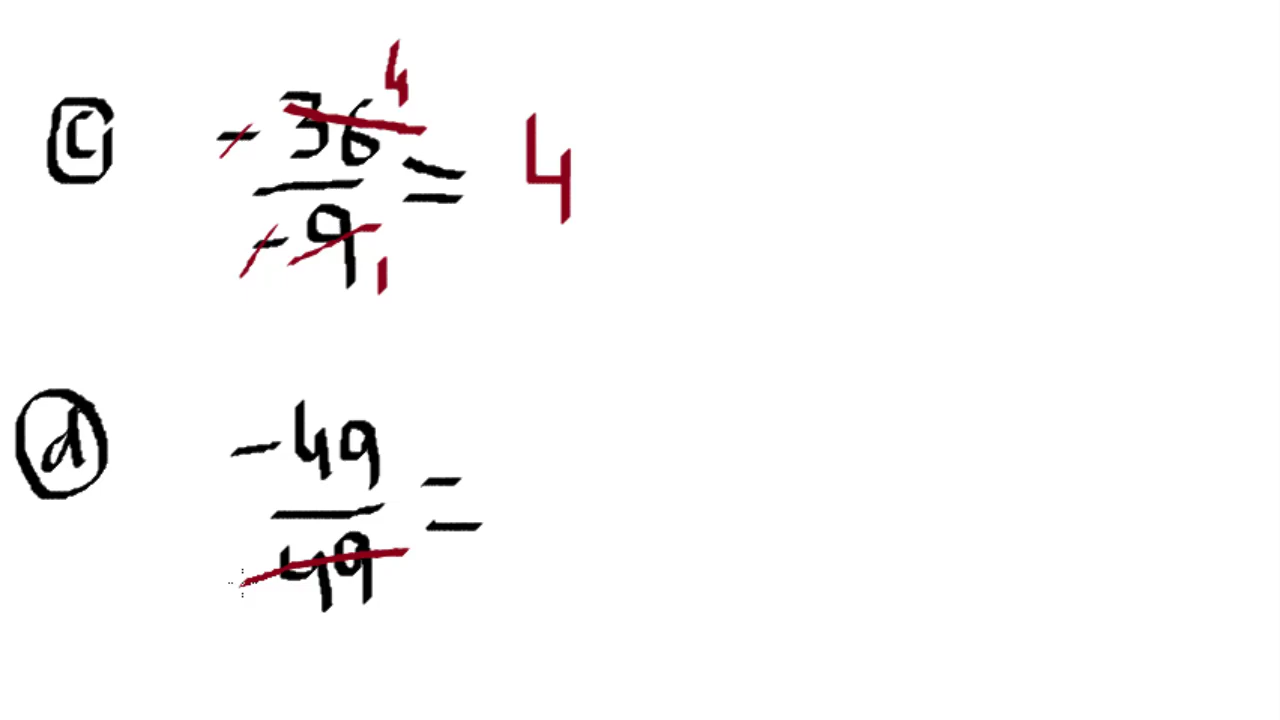 c -36/-9 4 1 = 4
d -49/49 =